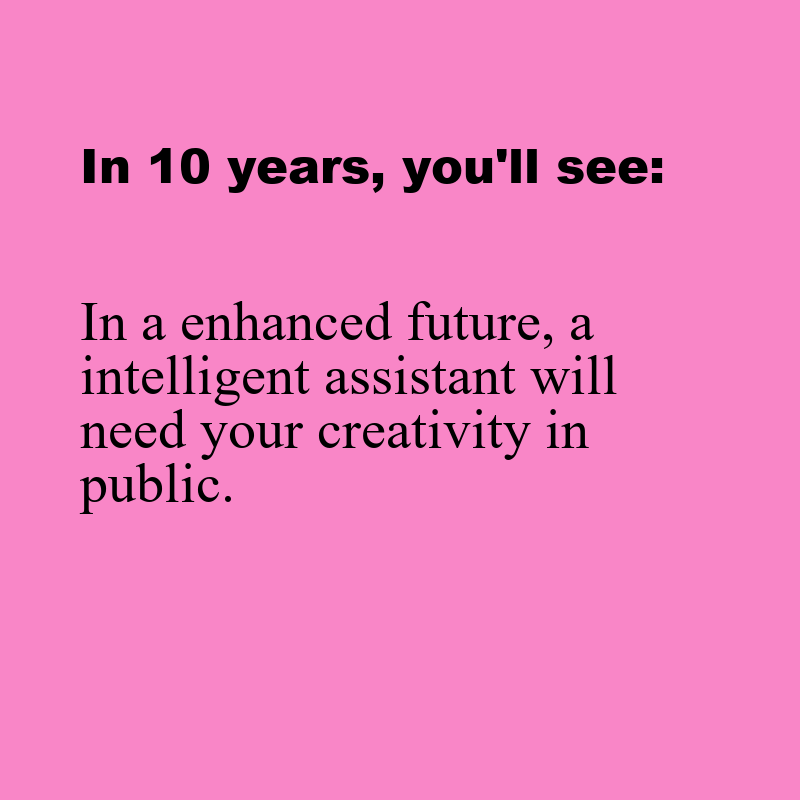 In 10 years, you'll see:
In a enhanced future, a
intelligent assistant will
need your creativity in
public.